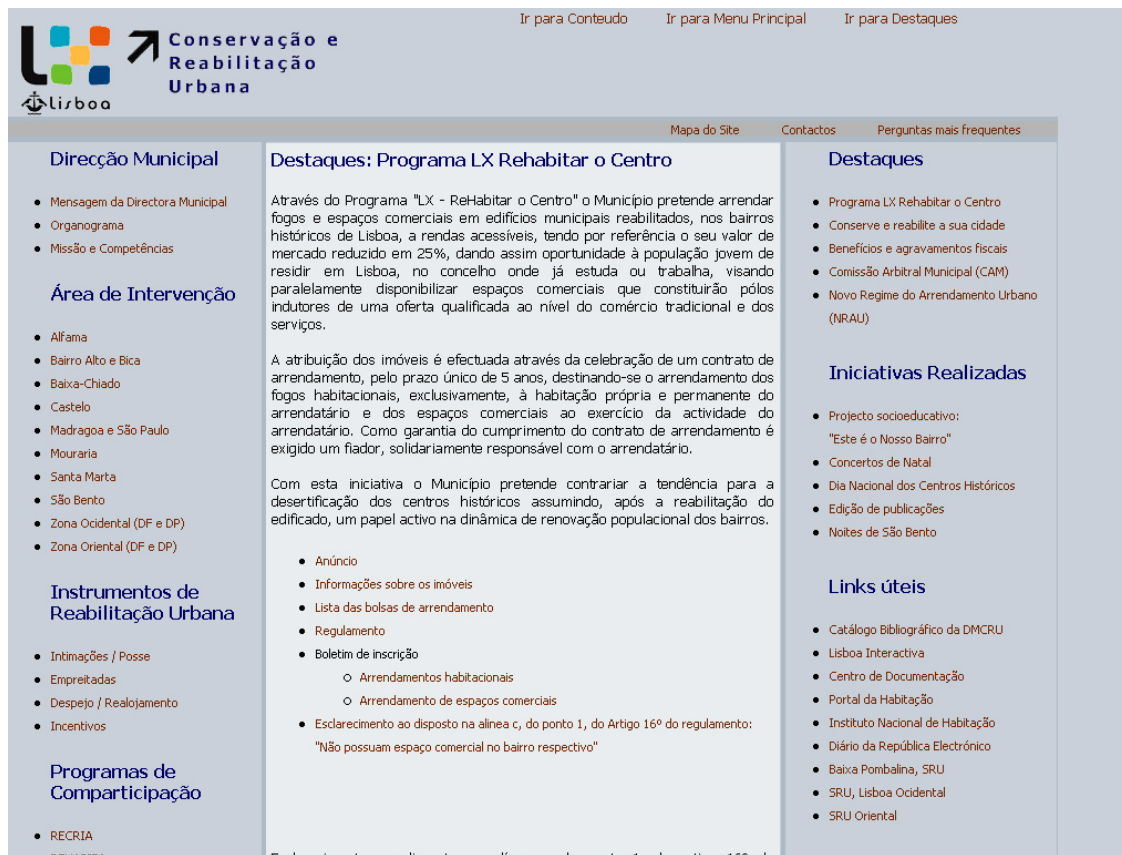 Ir para Conteudo Ir para Menu Principal Ir para Destaques
Conservação e
Reabilitação
Urbana
Lisboa
Mapa do Site Contactos Perguntas mais frequentes
Direcção Municipal
Mensagem da Directora Municipal
Organograma
Missão e Competências
Área de Intervenção
Alfama
Bairro Alto e Bica
Baixa-Chiado
Castelo
Madragoa e São Paulo
Mouraria
Santa Marta
São Bento
Zona Ocidental (DF e DP)
Zona Oriental (DF e DP)
Instrumentos de
Reabilitação Urbana
Intimações / Posse
Empreitadas
Despejo / Realojamento
Incentivos
Programas de
Comparticipação
RECRIA
Destaques: Programa LX Rehabitar o Centro
Através do Programa "LX - ReHabitar o Centro" o Município pretende arrendar
fogos e espaços comerciais em edifícios municipais reabilitados, nos bairros
históricos de Lisboa, a rendas acessíveis, tendo por referência o seu valor de
mercado reduzido em 25%, dando assim oportunidade à população jovem de
residir em Lisboa, no concelho onde já estuda ou trabalha, visando
paralelamente disponibilizar espaços comerciais que constituirão pólos
indutores de uma oferta qualificada ao nível do comércio tradicional e dos
serviços.
A atribuição dos imóveis é efectuada através da celebração de um contrato de
arrendamento, pelo prazo único de 5 anos, destinando-se o arrendamento dos
fogos habitacionais, exclusivamente, à habitação própria e permanente do
arrendatário e dos espaços comerciais ao exercício da actividade do
arrendatário. Como garantia do cumprimento do contrato de arrendamento é
exigido um fiador, solidariamente responsável com o arrendatário.
Com esta iniciativa o Município pretende contrariar a tendência para a
desertificação dos centros históricos assumindo, após a reabilitação do
edificado, um papel activo na dinâmica de renovação populacional dos bairros.
Anúncio
Informações sobre os imóveis
Lista das bolsas de arrendamento
Regulamento
Boletim de inscrição
Arrendamentos habitacionais
Arrendamento de espaços comerciais
Esclarecimento ao disposto na alinea c, do ponto 1, do Artigo 16º do regulamento:
"Não possuam espaço comercial no bairro respectivo"
Destaques
Programa LX Rehabitar o Centro
Conserve e reabilite a sua cidade
Benefícios e agravamentos fiscais
Comissão Arbitral Municipal (CAM)
Novo Regime do Arrendamento Urbano
(NRAU)
Iniciativas Realizadas
Projecto socioeducativo:
"Este é o Nosso Bairro"
Concertos de Natal
Dia Nacional dos Centros Históricos
Edição de publicações
Noites de São Bento
Links úteis
Catálogo Bibliográfico da DMCRU
Lisboa Interactiva
Centro de Documentação
Portal da Habitação
Instituto Nacional de Habitação
Diário da República Electrónico
Baixa Pombalina, SRU
SRU, Lisboa Ocidental
SRU Oriental